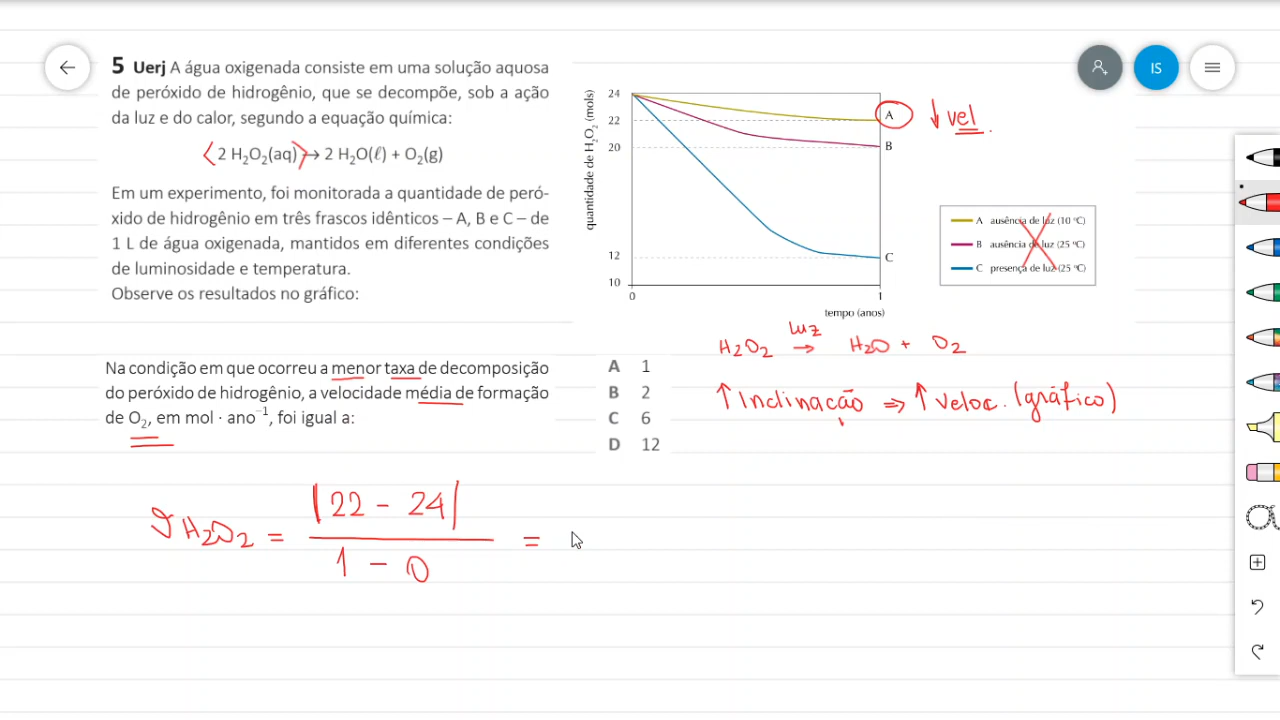 5 Uerj A água oxigenada consiste em uma solução aquosa
de peróxido de hidrogênio, que se decompõe, sob a ação
da luz e do calor, segundo a equação química:
2 H₂O₂(aq) → 2 H₂O(ℓ) + O₂(g)
Em um experimento, foi monitorada a quantidade de peró-
xido de hidrogênio em três frascos idênticos – A, B e C – de
1 L de água oxigenada, mantidos em diferentes condições
de luminosidade e temperatura.
Observe os resultados no gráfico:
quantidade de H₂O₂ (mols)
24
22
20
12
10
0
1
tempo (anos)
A
B
C
↓ vel.
A ausência de luz (10 °C)
B ausência de luz (25 °C)
C presença de luz (25 °C)
IS
Luz
H₂O₂ → H₂O + O₂
↑ Inclinação ⇒ ↑ Veloc. (gráfico)
Na condição em que ocorreu a menor taxa de decomposição
do peróxido de hidrogênio, a velocidade média de formação
de O₂, em mol · ano⁻¹, foi igual a:
A 1
B 2
C 6
D 12
|22 - 24|
ϑ H₂O₂ = =
1 - 0